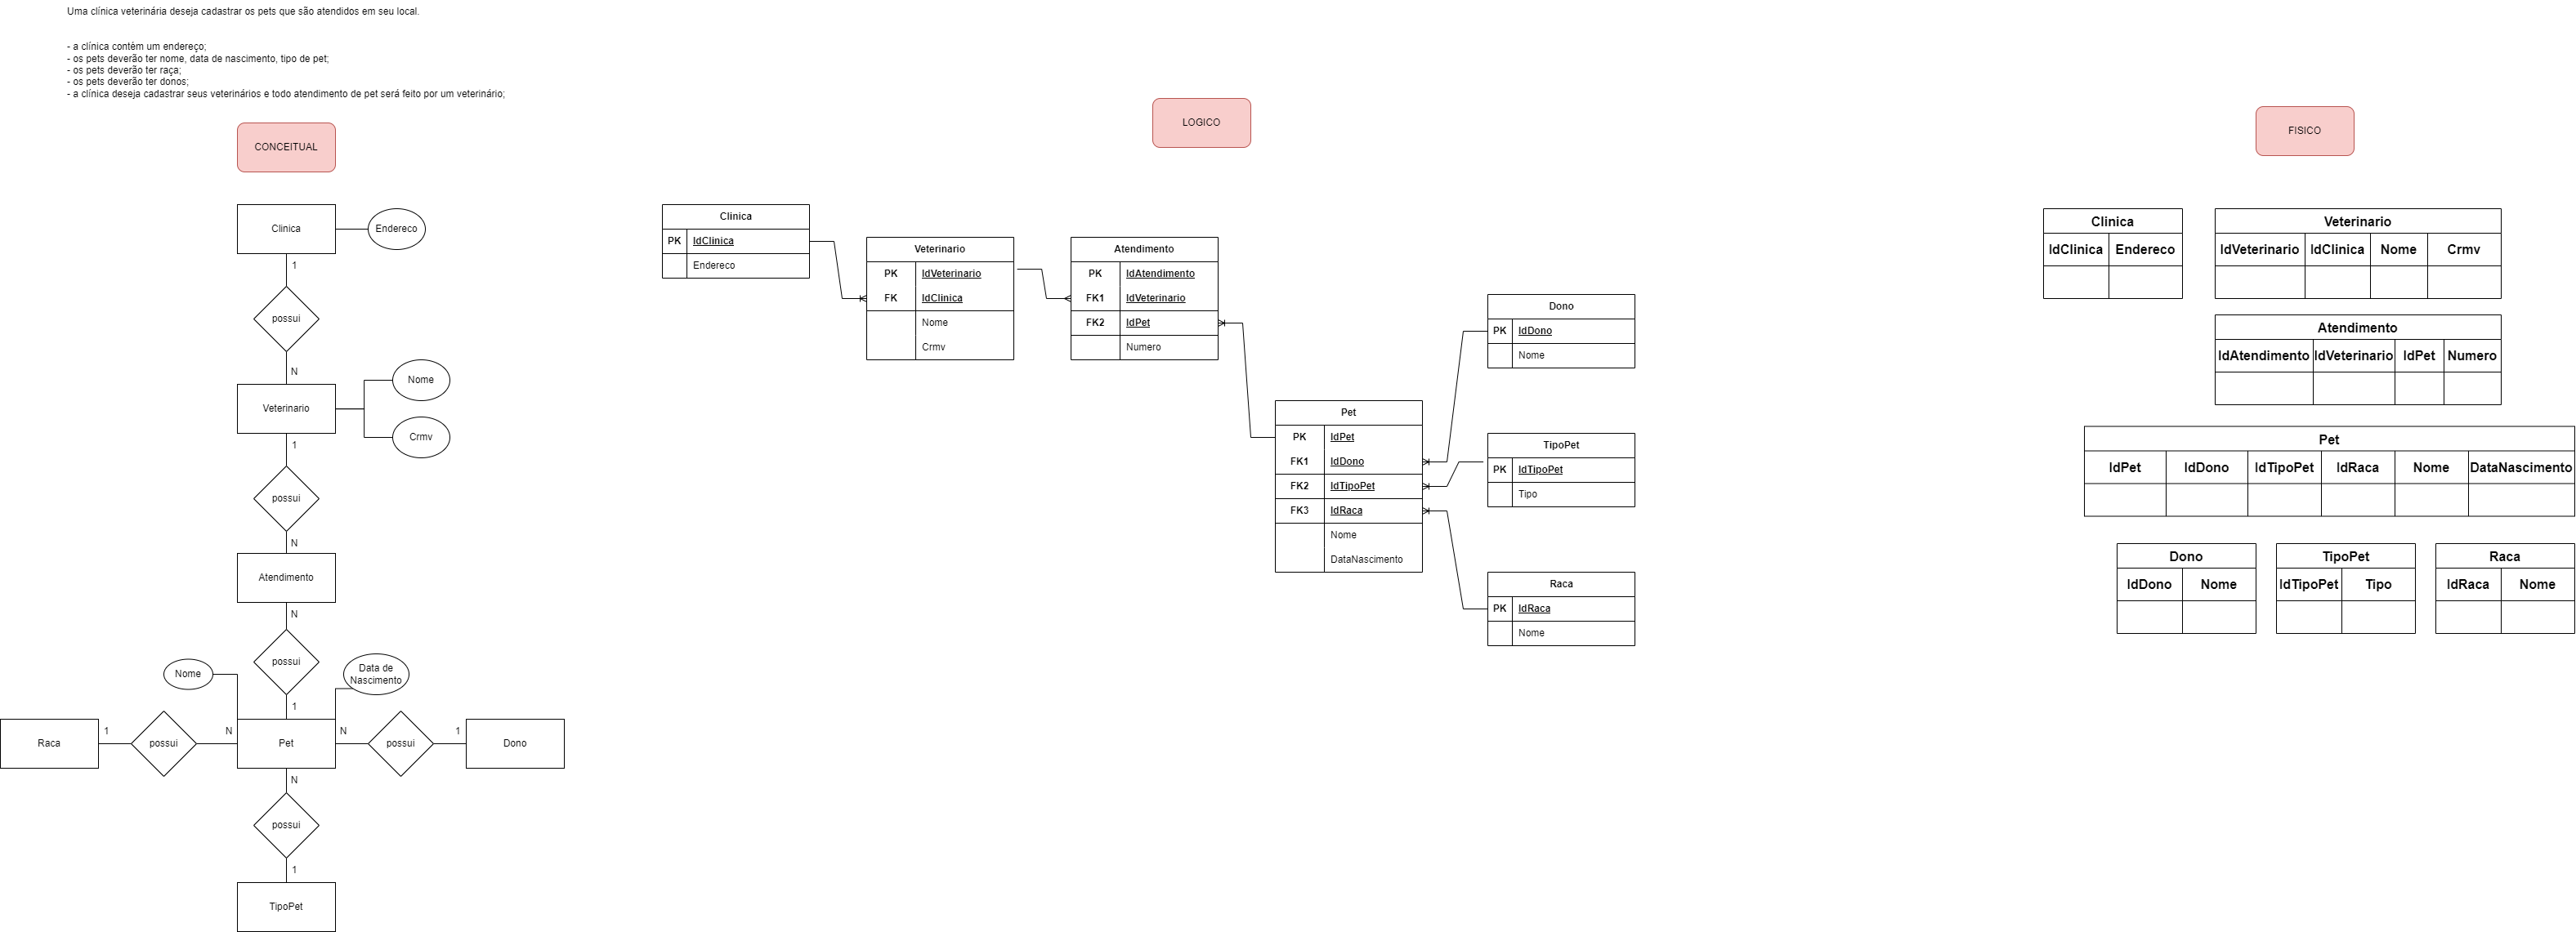 Uma clínica veterinária deseja cadastrar os pets que são atendidos em seu local.
- a clínica contêm um endereço;
- os pets deverão ter nome, data de nascimento, tipo de pet;
- os pets deverão ter raça;
- os pets deverão ter donos;
- a clínica deseja cadastrar seus veterinários e todo atendimento de pet será feito por um veterinário;
CONCEITUAL
Clinica
Endereco
1
possui
N
Veterinario
Nome
Crmv
1
possui
N
Atendimento
N
possui
Nome
Data de
Nascimento
1
Raca
1
possui
N
Pet
N
possui
1
Dono
N
possui
1
TipoPet
LOGICO
Clinica
PK IdClinica
Endereco
Veterinario
PK IdVeterinario
FK IdClinica
Nome
Crmv
Atendimento
PK IdAtendimento
FK1 IdVeterinario
FK2 IdPet
Numero
Pet
PK IdPet
FK1 IdDono
FK2 IdTipoPet
FK3 IdRaca
Nome
DataNascimento
Dono
PK IdDono
Nome
TipoPet
PK IdTipoPet
Tipo
Raca
PK IdRaca
Nome
FISICO
Clinica
IdClinica Endereco
Veterinario
IdVeterinario IdClinica Nome Crmv
Atendimento
IdAtendimento IdVeterinario IdPet Numero
Pet
IdPet IdDono IdTipoPet IdRaca Nome DataNascimento
Dono
IdDono Nome
TipoPet
IdTipoPet Tipo
Raca
IdRaca Nome